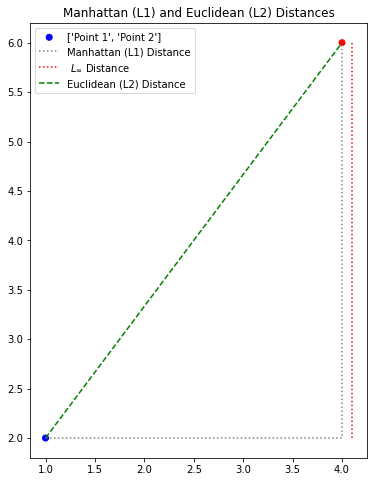 Manhattan (L1) and Euclidean (L2) Distances
['Point 1', 'Point 2']
Manhattan (L1) Distance
L∞ Distance
Euclidean (L2) Distance
6.0
5.5
5.0
4.5
4.0
3.5
3.0
2.5
2.0
1.0 1.5 2.0 2.5 3.0 3.5 4.0